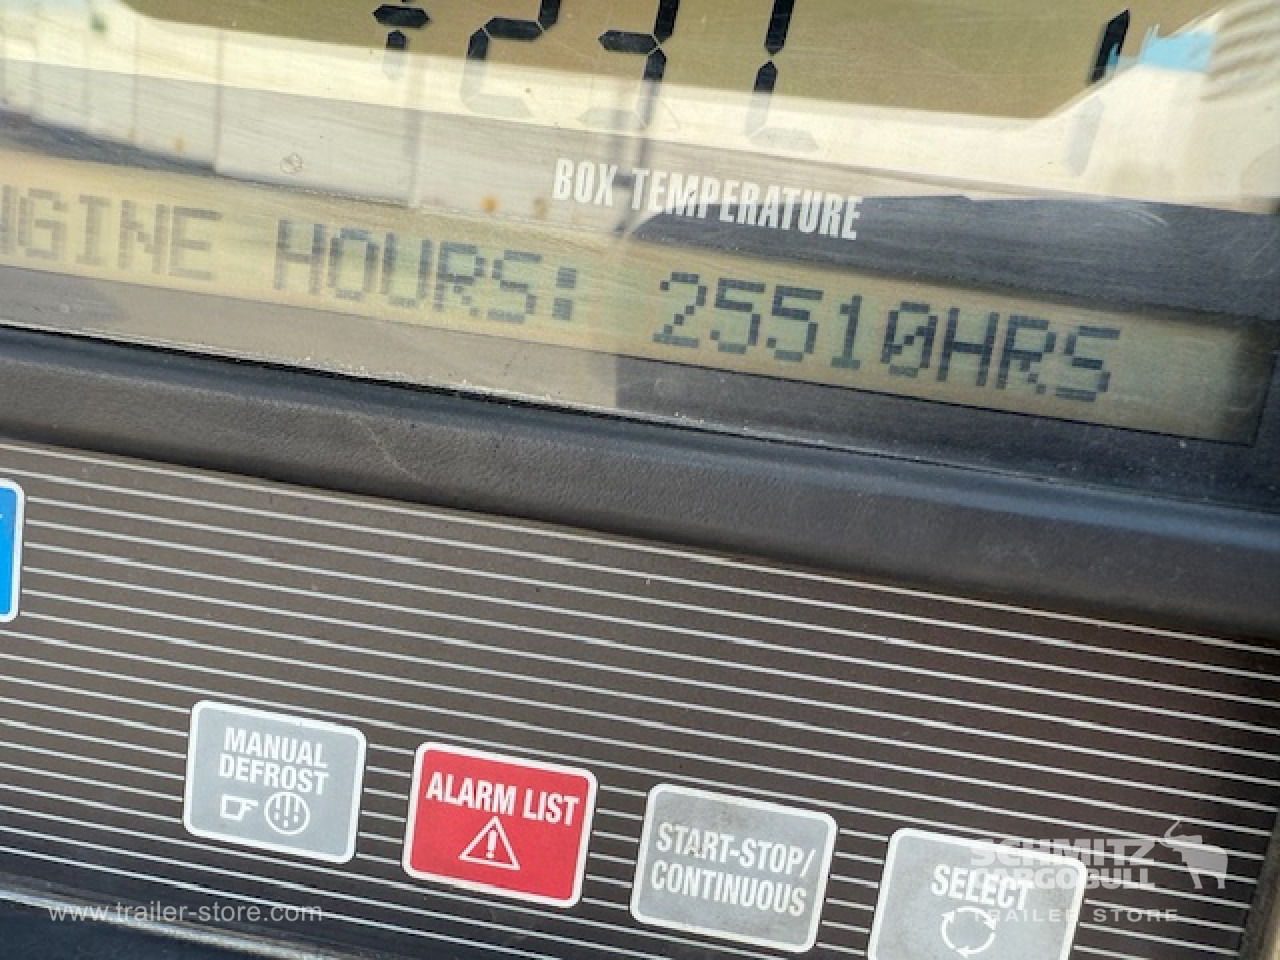 BOX TEMPERATURE
NGINE HOURS: 25510HRS
MANUAL
DEFROST
ALARM LIST
START-STOP/
CONTINUOUS
SELECT
SCHMITZ
CARGOBULL
TRAILER STORE
www.trailer-store.com